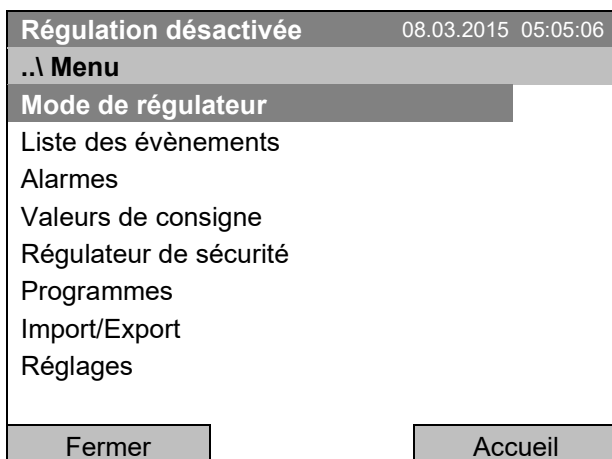 Régulation désactivée 08.03.2015 05:05:06
..\ Menu
Mode de régulateur
Liste des évènements
Alarmes
Valeurs de consigne
Régulateur de sécurité
Programmes
Import/Export
Réglages
Fermer Accueil